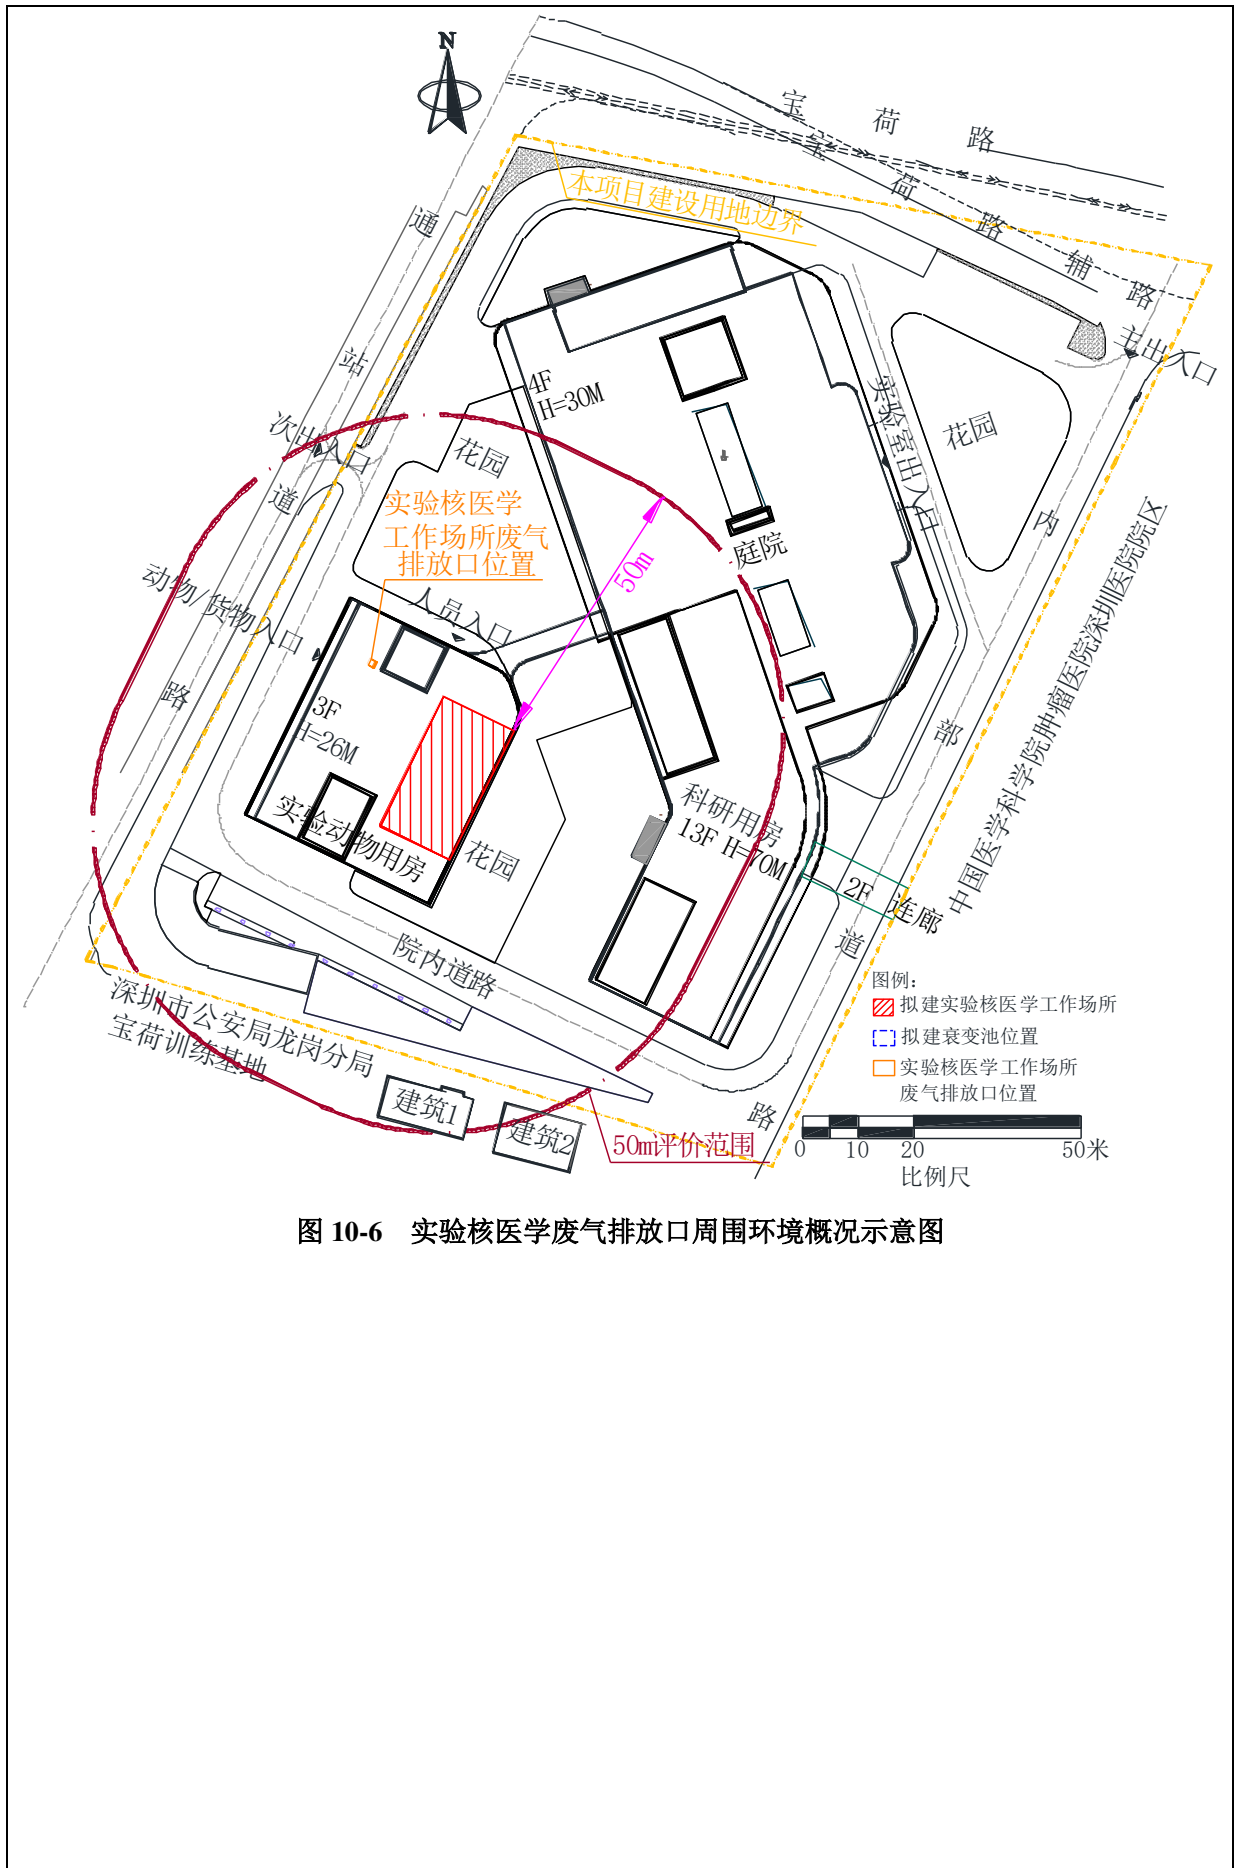 N
宝荷路
宝荷路辅路
本项目建设用地边界
通站道路
主出入口
4F
H=30M
实验室出入口
花园
次出入口
花园
实验核医学
工作场所废气
排放口位置
50m
庭院
内部道路
中国医学科学院肿瘤医院深圳医院院区
动物/货物入口
人员入口
3F
H=26M
实验动物用房
花园
科研用房
13F H=70M
2F 连廊
院内道路
深圳市公安局龙岗分局
宝荷训练基地
建筑1
建筑2
50m评价范围
图例：
拟建实验核医学工作场所
拟建衰变池位置
实验核医学工作场所
废气排放口位置
0 10 20 50米
比例尺
图 10-6 实验核医学废气排放口周围环境概况示意图